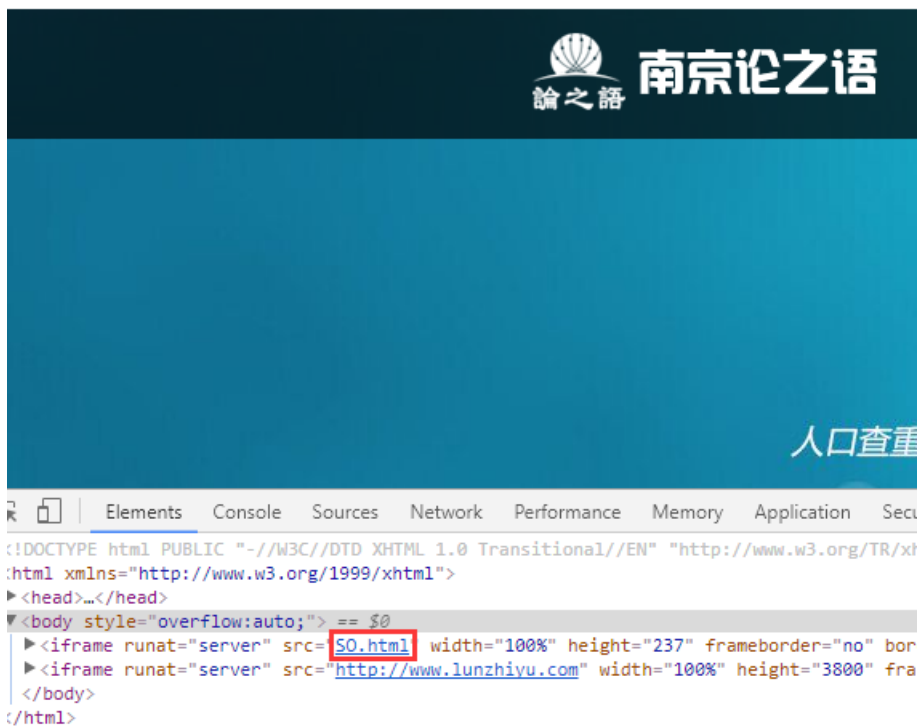 論之語 南京论之语
人口查重
Elements Console Sources Network Performance Memory Application Secu
<!DOCTYPE html PUBLIC "-//W3C//DTD XHTML 1.0 Transitional//EN" "http://www.w3.org/TR/xh
<html xmlns="http://www.w3.org/1999/xhtml">
▶<head>…</head>
▼<body style="overflow:auto;"> == $0
▶<iframe runat="server" src="SO.html" width="100%" height="237" frameborder="no" bor
▶<iframe runat="server" src="http://www.lunzhiyu.com" width="100%" height="3800" fra
</body>
</html>